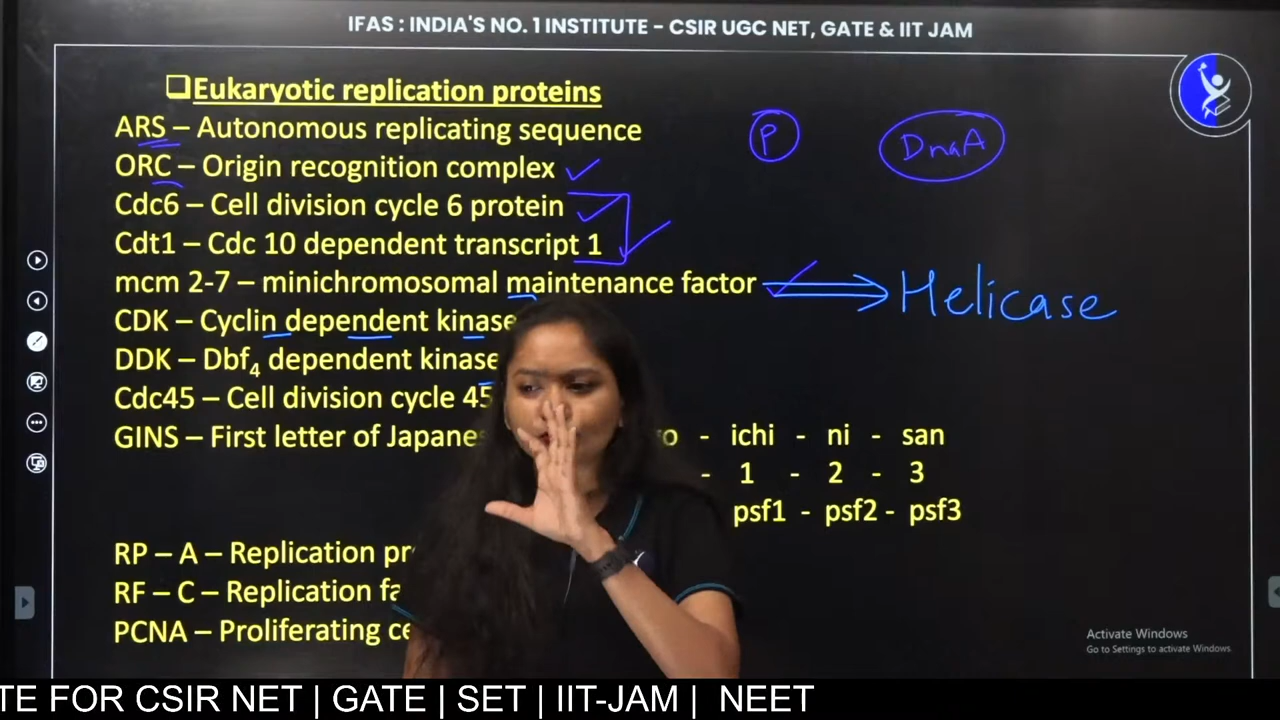 IFAS : INDIA'S NO. 1 INSTITUTE – CSIR UGC NET, GATE & IIT JAM
Eukaryotic replication proteins
ARS – Autonomous replicating sequence
P
DnaA
ORC – Origin recognition complex
Cdc6 – Cell division cycle 6 protein
Cdt1 – Cdc 10 dependent transcript 1
mcm 2-7 – minichromosomal maintenance factor
Helicase
CDK – Cyclin dependent kinase
DDK – Dbf4 dependent kinase
Cdc45 – Cell division cycle 45
GINS – First letter of - ichi - ni - san
- 1 - 2 - 3
psf1 - psf2 - psf3
RP – A – Replication
RF – C – Replication
PCNA – Proliferating
Activate Windows
Go to Settings to activate Windows.
TE FOR CSIR NET | GATE | SET | IIT-JAM | NEET